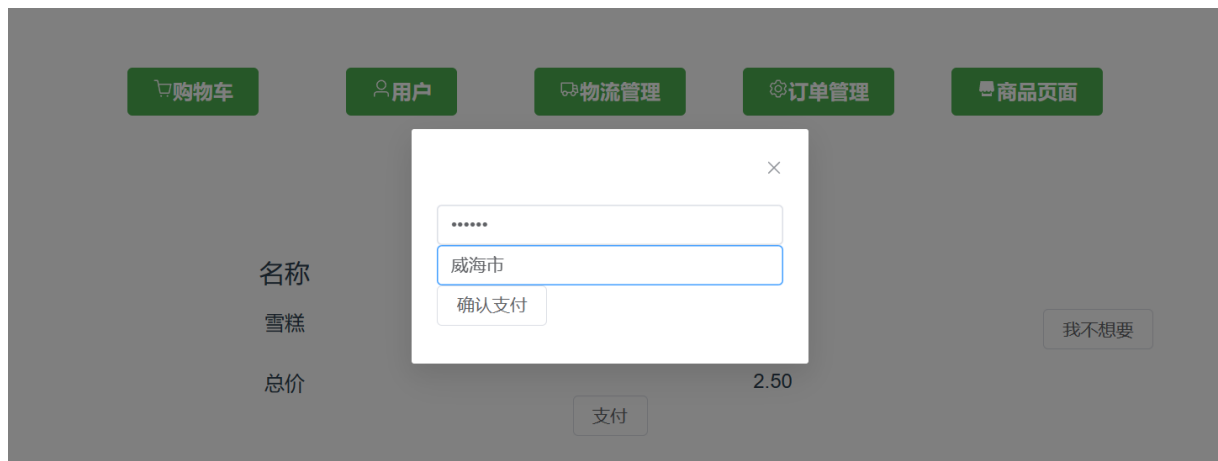 购物车 用户 物流管理 订单管理 商品页面
••••••
威海市
名称
确认支付
雪糕 我不想要
总价 2.50
支付